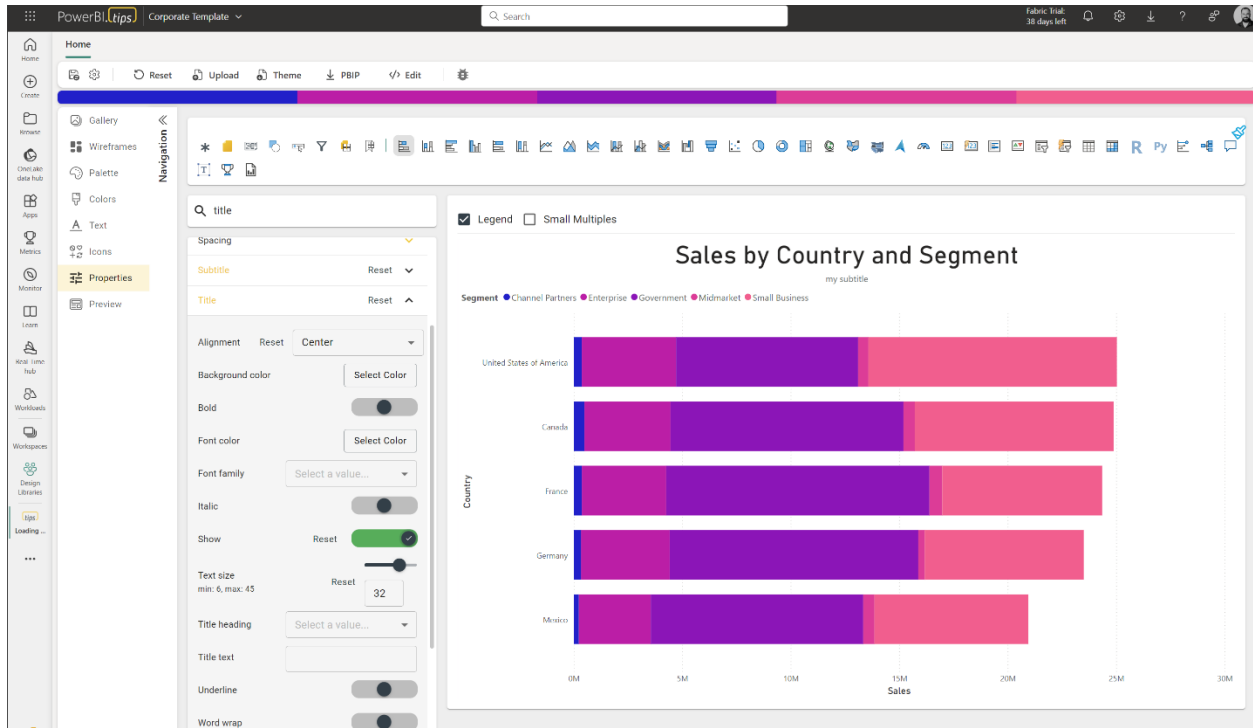 PowerBI.tips Corporate Template
Search
Fabric Trial:
38 days left
Home
Home
Create
Browse
OneLake
data hub
Apps
Metrics
Monitor
Learn
Real-Time
hub
Workloads
Workspaces
Design
Libraries
tips
Loading ...
Reset
Upload
Theme
PBIP
Edit
Gallery
Wireframes
Palette
Colors
Text
Icons
Properties
Preview
Navigation
R
Py
title
Spacing
Subtitle Reset
Title Reset
Alignment Reset Center
Background color Select Color
Bold
Font color Select Color
Font family Select a value...
Italic
Show Reset
Text size
min: 6, max: 45
Reset
32
Title heading Select a value...
Title text
Underline
Word wrap
Legend Small Multiples
Sales by Country and Segment
my subtitle
Segment Channel Partners Enterprise Government Midmarket Small Business
Country
United States of America
Canada
France
Germany
Mexico
0M 5M 10M 15M 20M 25M 30M
Sales